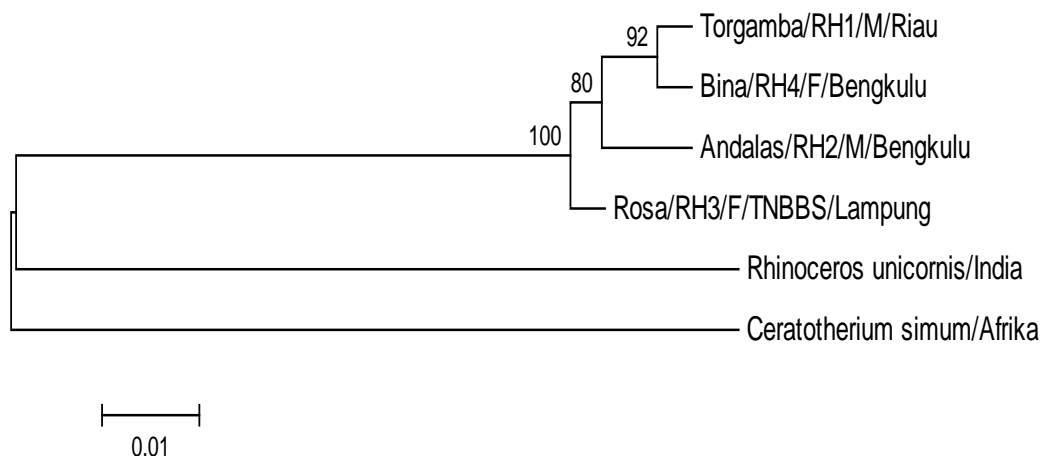 Torgamba/RH1/M/Riau
92
Bina/RH4/F/Bengkulu
80
100
Andalas/RH2/M/Bengkulu
Rosa/RH3/F/TNBBS/Lampung
Rhinoceros unicornis/India
Ceratotherium simum/Afrika
0.01